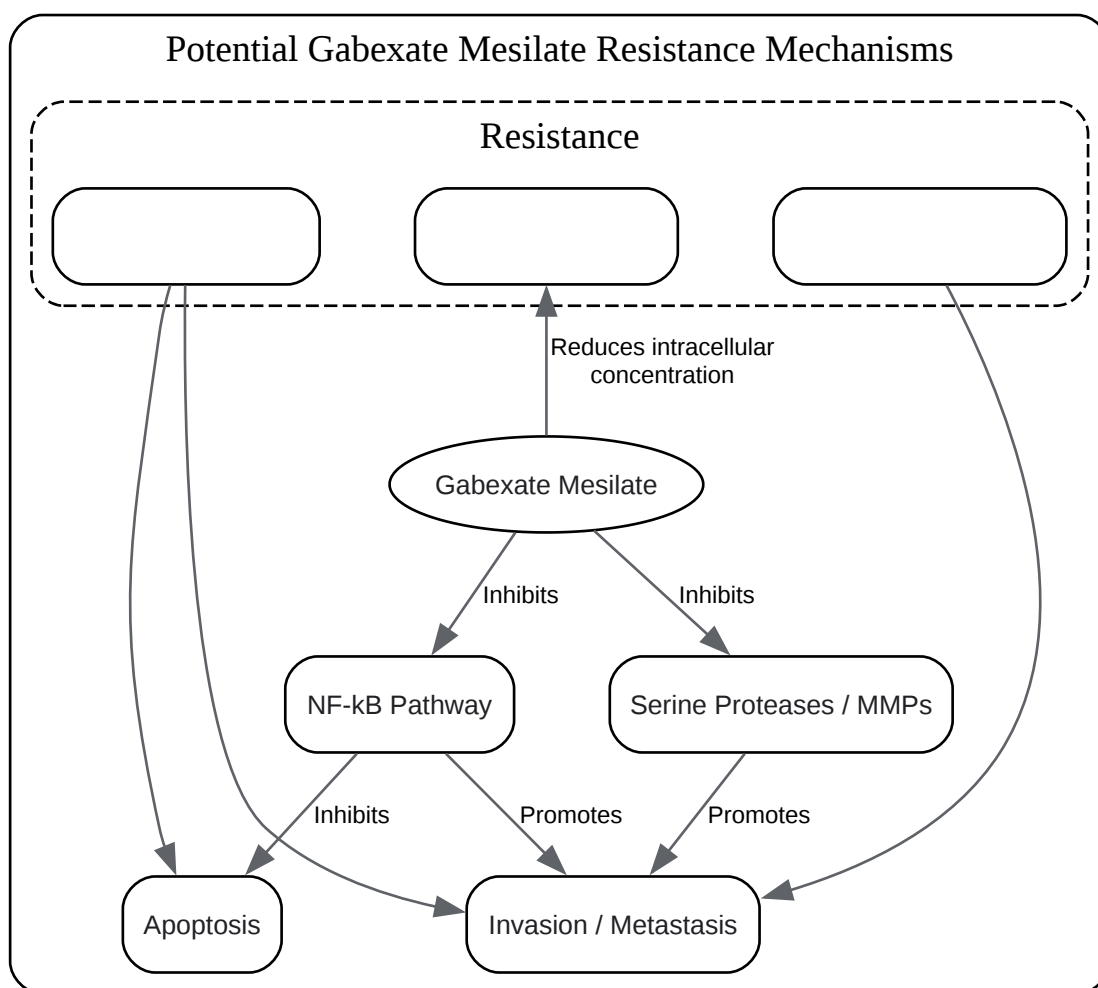 Potential Gabexate Mesilate Resistance Mechanisms
Resistance
Reduces intracellular
concentration
Gabexate Mesilate
Inhibits
Inhibits
NF-kB Pathway
Serine Proteases / MMPs
Inhibits
Promotes
Promotes
Apoptosis
Invasion / Metastasis